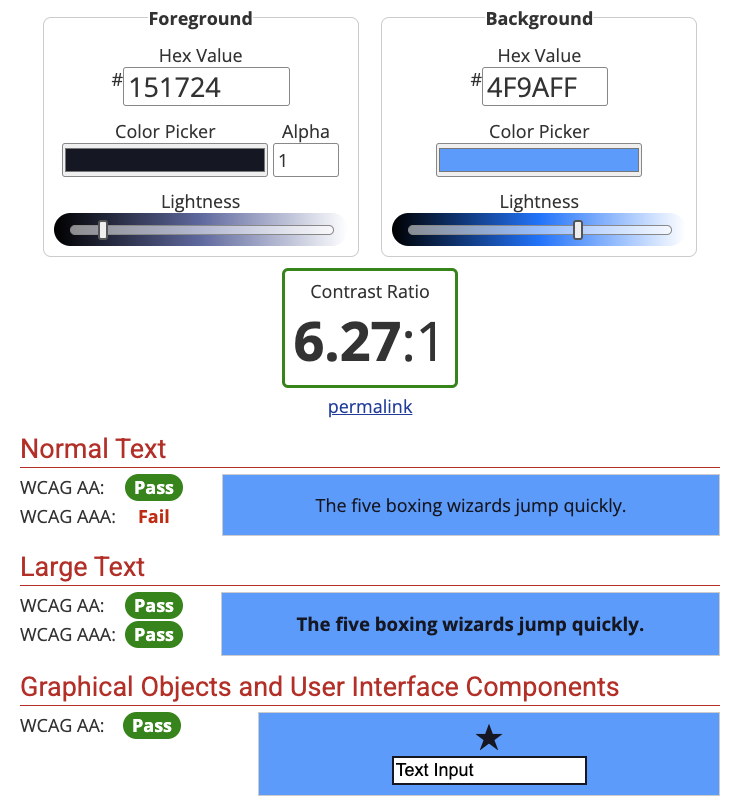 Foreground
Hex Value
#151724
Color Picker
Alpha
1
Lightness
Background
Hex Value
#4F9AFF
Color Picker
Lightness
Contrast Ratio
6.27:1
permalink
Normal Text
WCAG AA: Pass
WCAG AAA: Fail
The five boxing wizards jump quickly.
Large Text
WCAG AA: Pass
WCAG AAA: Pass
The five boxing wizards jump quickly.
Graphical Objects and User Interface Components
WCAG AA: Pass
Text Input